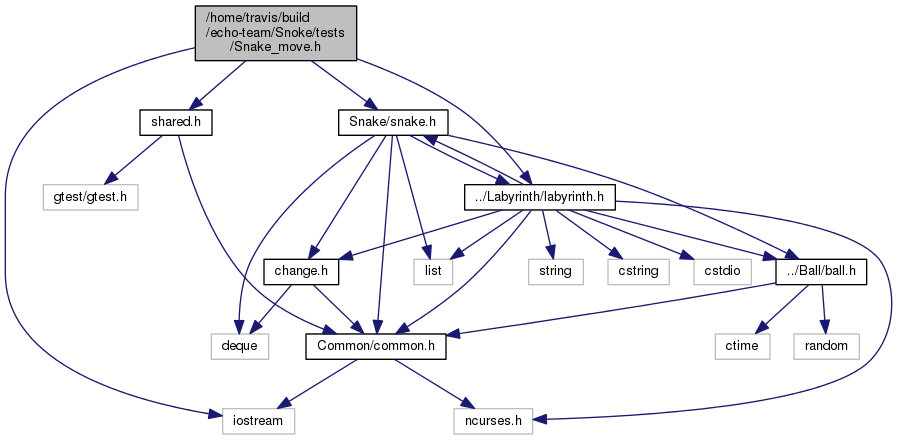 /home/travis/build
/echo-team/Snoke/tests
/Snake_move.h
shared.h
Snake/snake.h
gtest/gtest.h
../Labyrinth/labyrinth.h
change.h
list
string
cstring
cstdio
../Ball/ball.h
deque
Common/common.h
ctime
random
iostream
ncurses.h